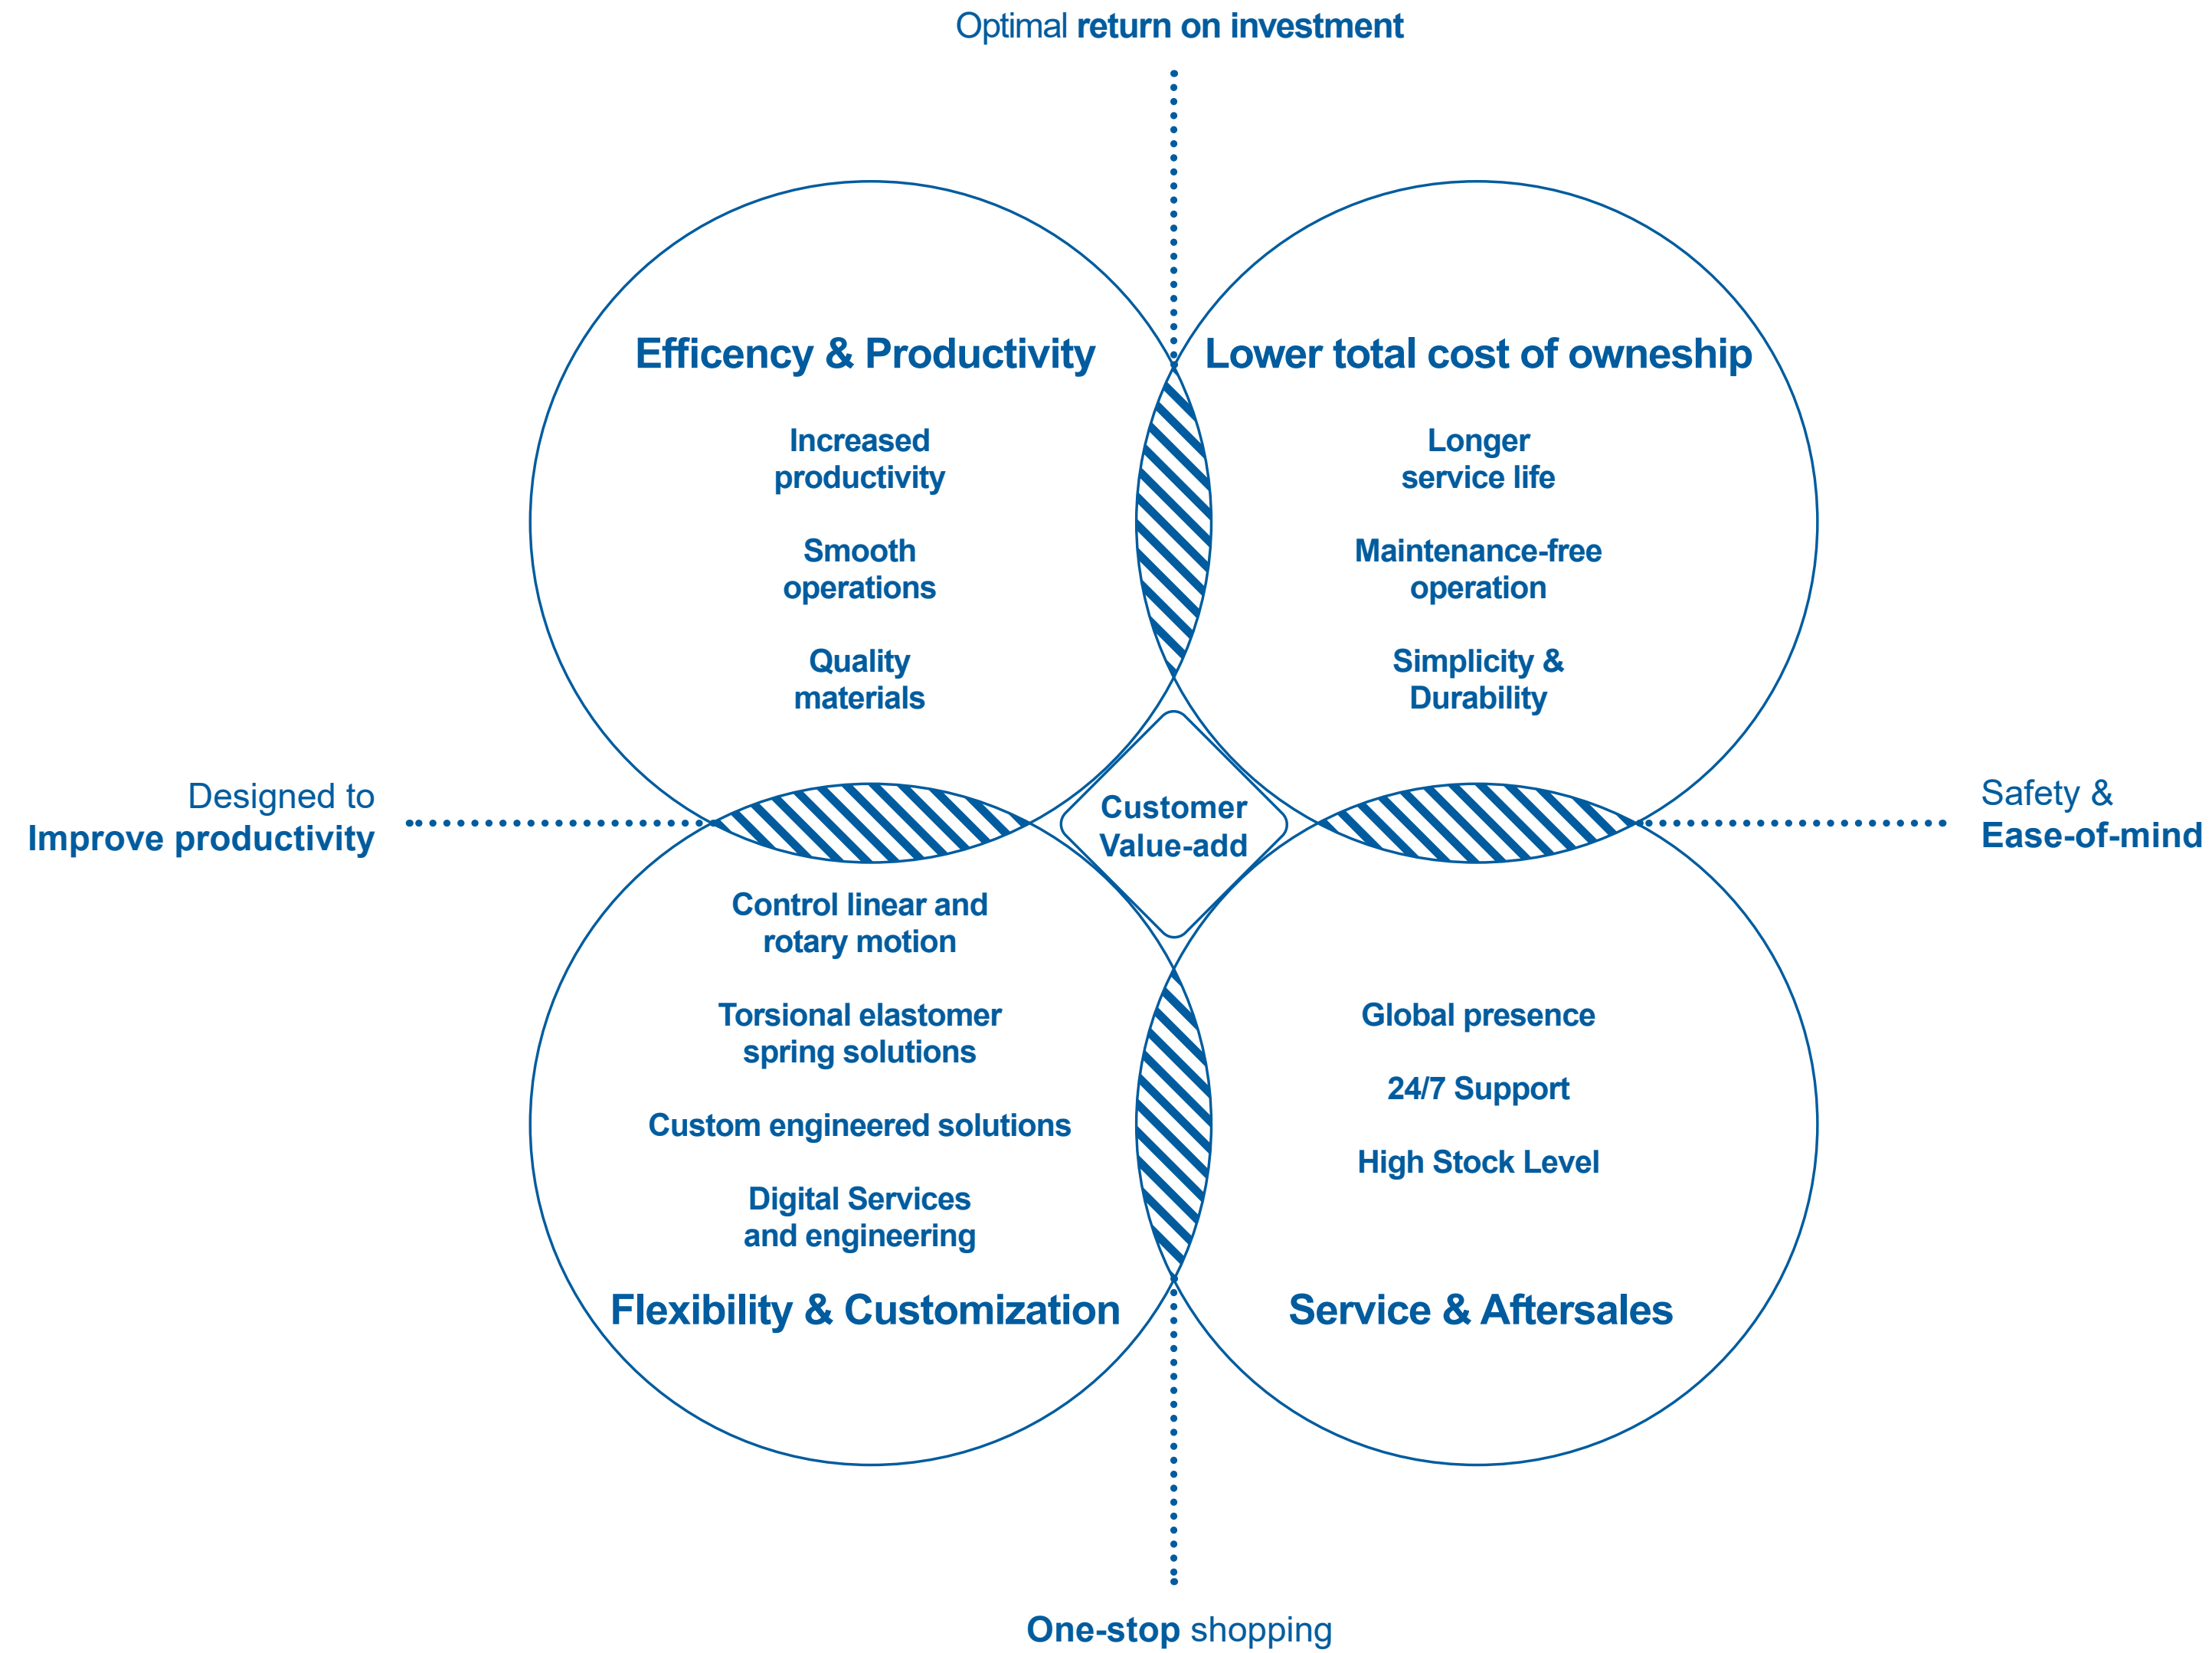 Optimal return on investment
Efficency & Productivity
Increased
productivity
Smooth
operations
Quality
materials
Lower total cost of owneship
Longer
service life
Maintenance-free
operation
Simplicity &
Durability
Designed to
Improve productivity
Customer
Value-add
Safety &
Ease-of-mind
Control linear and
rotary motion
Torsional elastomer
spring solutions
Custom engineered solutions
Digital Services
and engineering
Flexibility & Customization
Global presence
24/7 Support
High Stock Level
Service & Aftersales
One-stop shopping